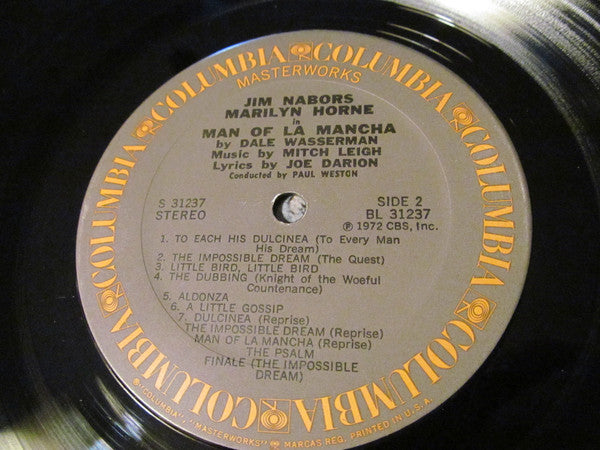 COLUMBIA COLUMBIA COLUMBIA COLUMBIA COLUMBIA COLUMBIA
MASTERWORKS
JIM NABORS
MARILYN HORNE
in
MAN OF LA MANCHA
by DALE WASSERMAN
Music by MITCH LEIGH
Lyrics by JOE DARION
Conducted by PAUL WESTON
S 31237
STEREO
SIDE 2
BL 31237
Ⓟ 1972 CBS, Inc.
1. TO EACH HIS DULCINEA (To Every Man
His Dream)
2. THE IMPOSSIBLE DREAM (The Quest)
3. LITTLE BIRD, LITTLE BIRD
4. THE DUBBING (Knight of the Woeful
Countenance)
5. ALDONZA
6. A LITTLE GOSSIP
7. DULCINEA (Reprise)
THE IMPOSSIBLE DREAM (Reprise)
MAN OF LA MANCHA (Reprise)
THE PSALM
FINALE (THE IMPOSSIBLE
DREAM)
® "COLUMBIA", "MASTERWORKS" MARCAS REG. PRINTED IN U.S.A.